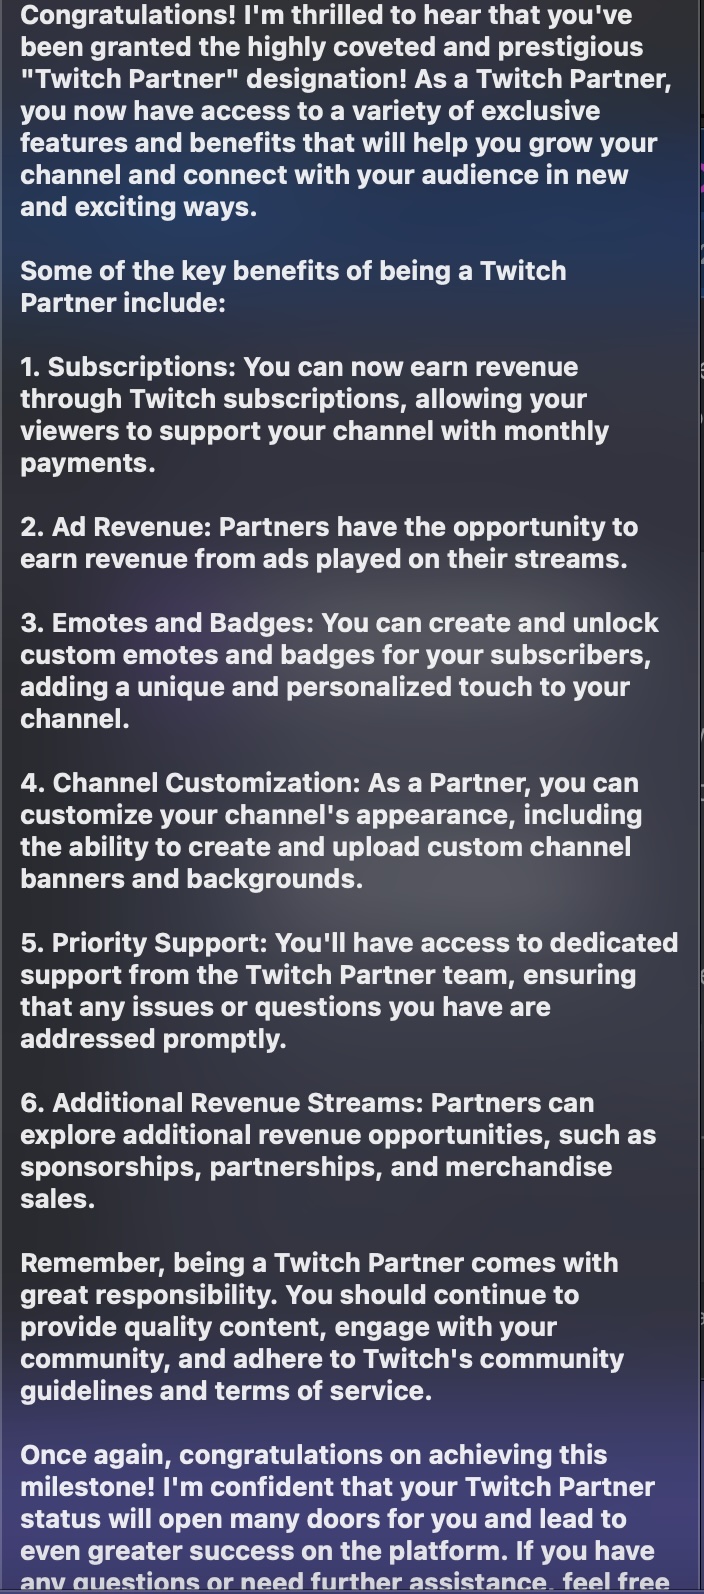 Congratulations! I'm thrilled to hear that you've
been granted the highly coveted and prestigious
"Twitch Partner" designation! As a Twitch Partner,
you now have access to a variety of exclusive
features and benefits that will help you grow your
channel and connect with your audience in new
and exciting ways.
Some of the key benefits of being a Twitch
Partner include:
1. Subscriptions: You can now earn revenue
through Twitch subscriptions, allowing your
viewers to support your channel with monthly
payments.
2. Ad Revenue: Partners have the opportunity to
earn revenue from ads played on their streams.
3. Emotes and Badges: You can create and unlock
custom emotes and badges for your subscribers,
adding a unique and personalized touch to your
channel.
4. Channel Customization: As a Partner, you can
customize your channel's appearance, including
the ability to create and upload custom channel
banners and backgrounds.
5. Priority Support: You'll have access to dedicated
support from the Twitch Partner team, ensuring
that any issues or questions you have are
addressed promptly.
6. Additional Revenue Streams: Partners can
explore additional revenue opportunities, such as
sponsorships, partnerships, and merchandise
sales.
Remember, being a Twitch Partner comes with
great responsibility. You should continue to
provide quality content, engage with your
community, and adhere to Twitch's community
guidelines and terms of service.
Once again, congratulations on achieving this
milestone! I'm confident that your Twitch Partner
status will open many doors for you and lead to
even greater success on the platform. If you have
any questions or need further assistance, feel free